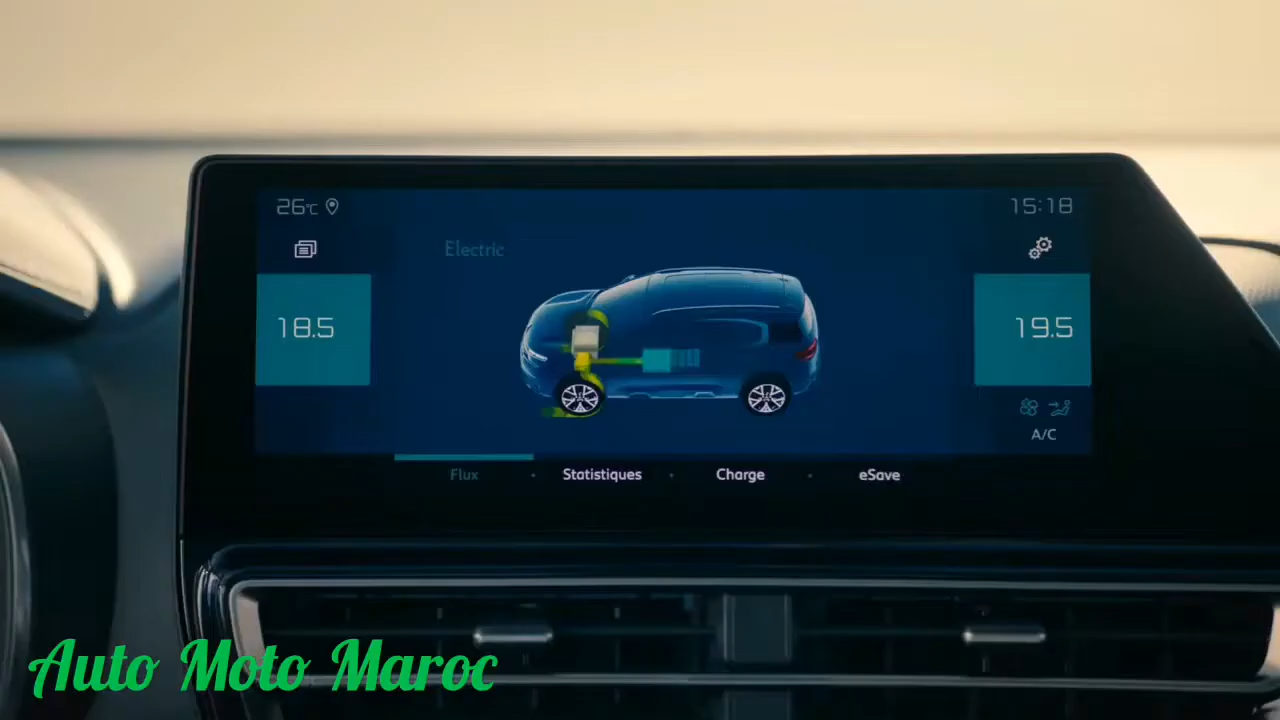 26°C
15:18
Electric
18.5
19.5
A/C
Flux · Statistiques · Charge · eSave
Auto Moto Maroc